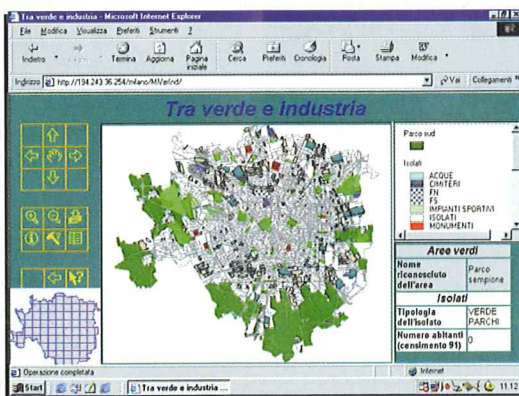 Tra verde e industria - Microsoft Internet Explorer
File Modifica Visualizza Preferiti Strumenti ?
Indietro Termina Aggiorna Pagina iniziale Cerca Preferiti Cronologia Posta Stampa Modifica
Indirizzo http://194.243.36.254/milano/MiVerInd/ Vai Collegamenti
Tra verde e industria
Parco sud
Isolati
ACQUE
CIMITERI
FN
FS
IMPIANTI SPORTIVI
ISOLATI
MONUMENTI
Aree verdi
Nome riconosciuto dell'area Parco sempione
Isolati
Tipologia dell'isolato VERDE PARCHI
Numero abitanti (censimento 91) 0
Operazione completata Internet
Start Tra verde e industria ... 11.12